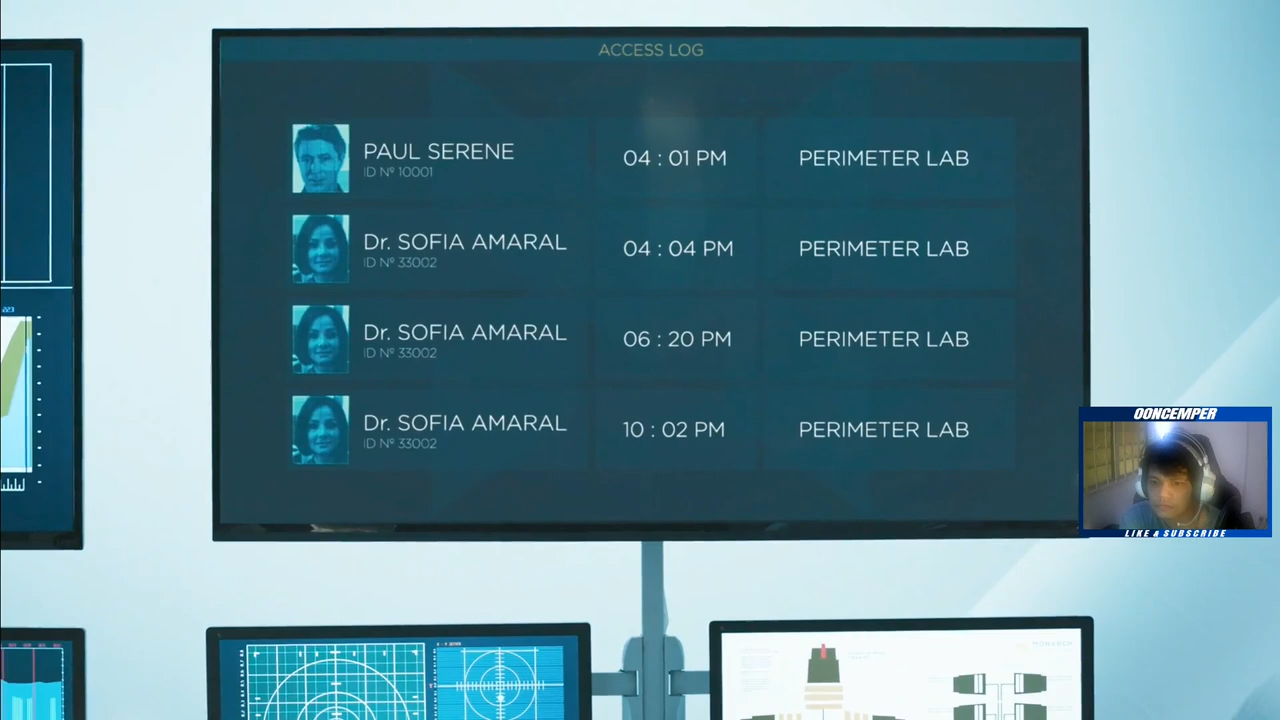 ACCESS LOG
PAUL SERENE
ID Nº 10001
04 : 01 PM
PERIMETER LAB
Dr. SOFIA AMARAL
ID Nº 33002
04 : 04 PM
PERIMETER LAB
Dr. SOFIA AMARAL
ID Nº 33002
06 : 20 PM
PERIMETER LAB
Dr. SOFIA AMARAL
ID Nº 33002
10 : 02 PM
PERIMETER LAB
OONCEMPER
LIKE & SUBSCRIBE
MONARCH